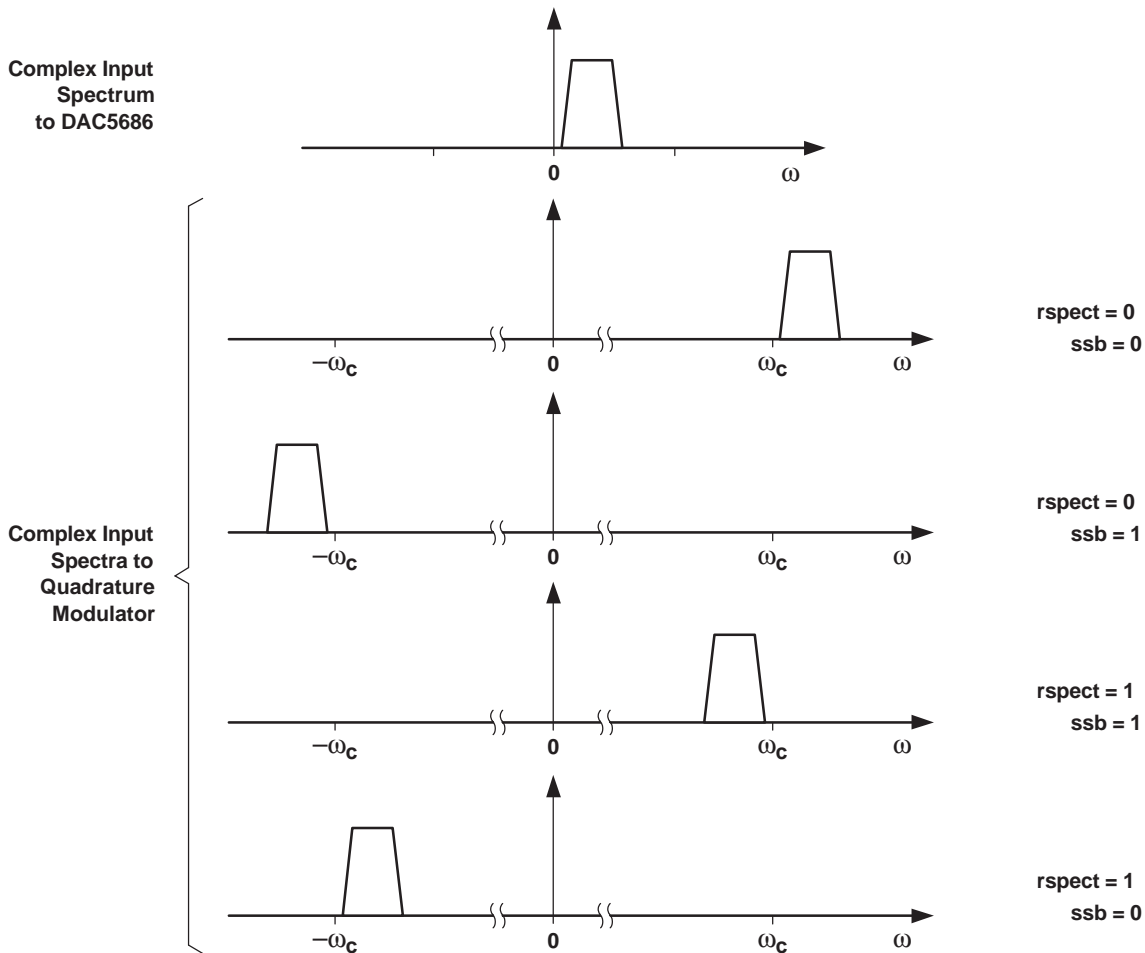 Complex Input
Spectrum
to DAC5686
0
ω
rspect = 0
ssb = 0
−ωc
0
ωc
ω
rspect = 0
ssb = 1
−ωc
0
ωc
ω
Complex Input
Spectra to
Quadrature
Modulator
rspect = 1
ssb = 1
−ωc
0
ωc
ω
rspect = 1
ssb = 0
−ωc
0
ωc
ω